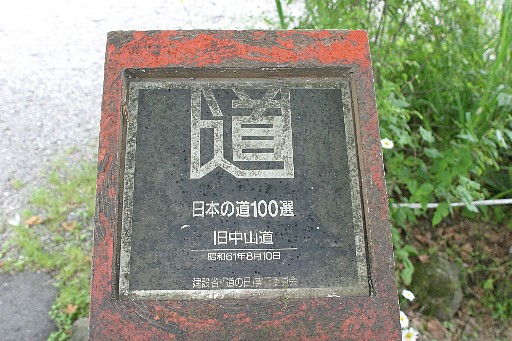 道
日本の道100選
旧中山道
昭和61年8月10日
建設省・「道の日」実行委員会